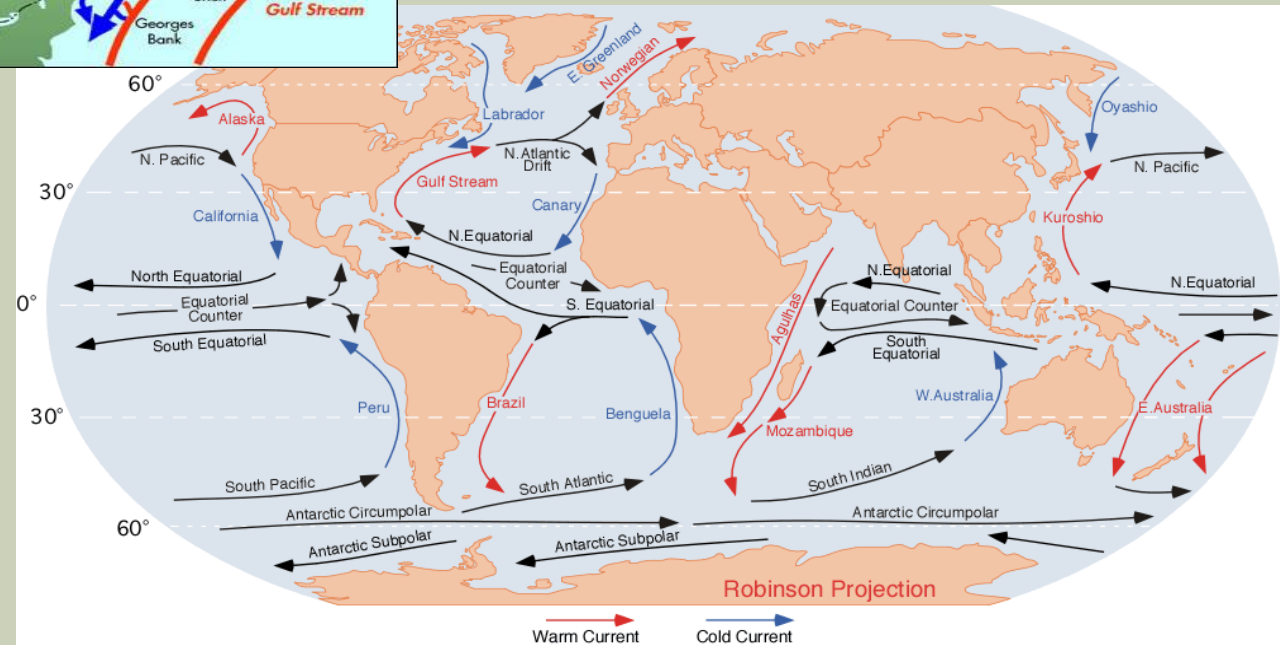 Gulf Stream
Georges
Bank
60°
30°
0°
30°
60°
Alaska
N. Pacific
California
North Equatorial
Equatorial
Counter
South Equatorial
Peru
South Pacific
Labrador
E. Greenland
Norwegian
N.Atlantic
Drift
Gulf Stream
Canary
N.Equatorial
Equatorial
Counter
S. Equatorial
Brazil
Benguela
South Atlantic
Antarctic Circumpolar
Antarctic Subpolar
Antarctic Subpolar
Oyashio
N. Pacific
Kuroshio
N.Equatorial
N.Equatorial
Equatorial Counter
South
Equatorial
Agulhas
Mozambique
W.Australia
E.Australia
South Indian
Antarctic Circumpolar
Robinson Projection
Warm Current
Cold Current